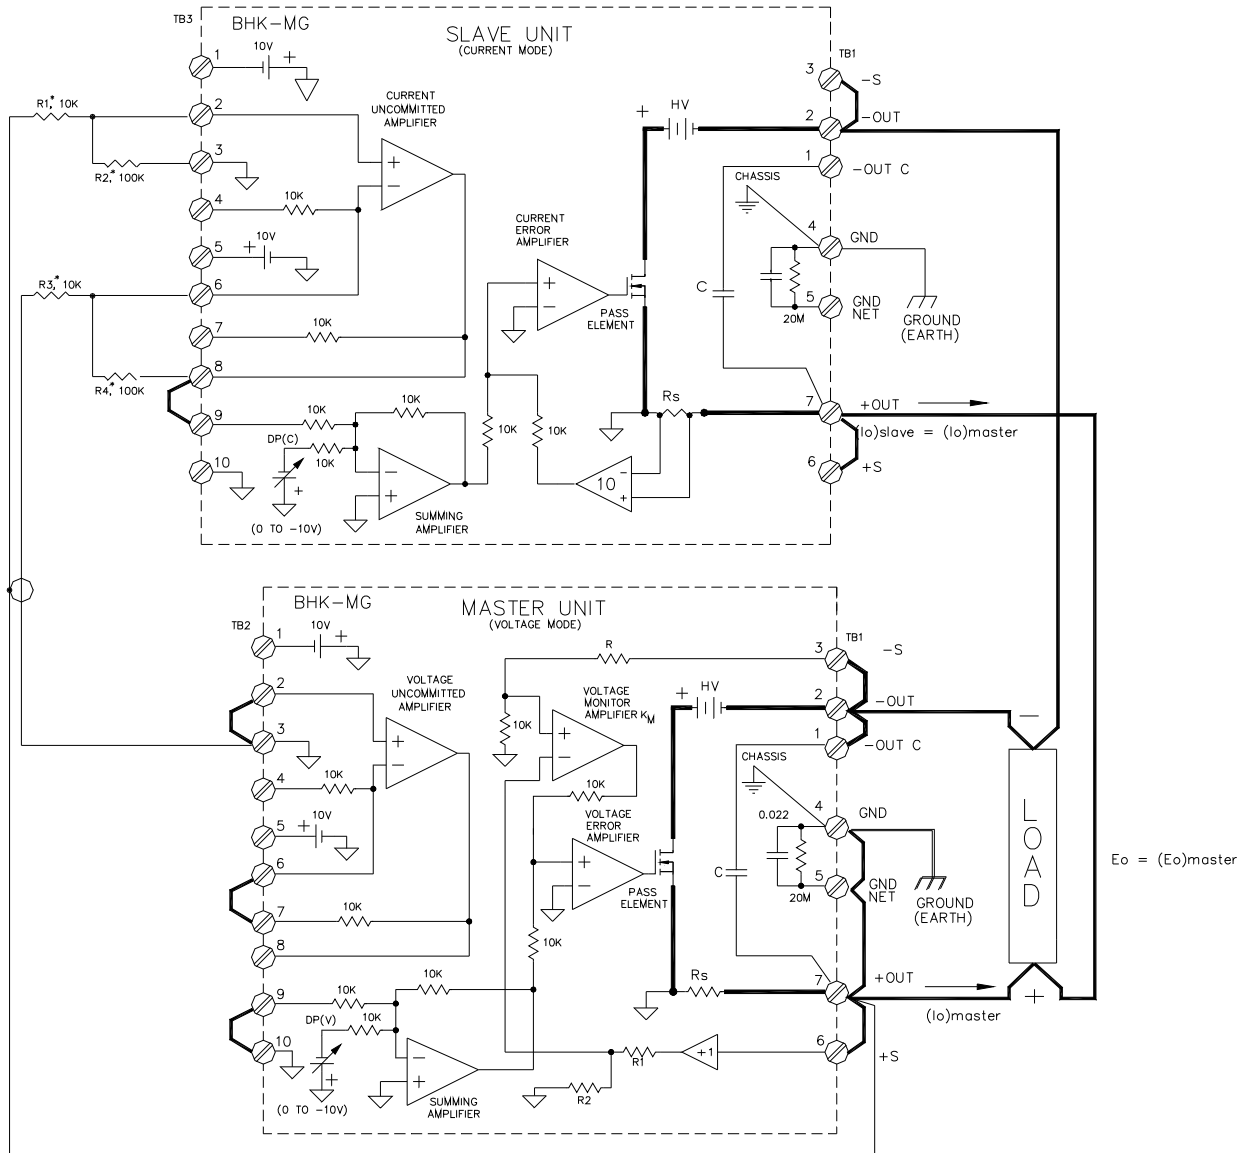 TB3
BHK-MG
SLAVE UNIT
(CURRENT MODE)
TB1
1
10V
+
R1,* 10K
2
CURRENT
UNCOMMITTED
AMPLIFIER
+
−
3
R2,* 100K
4
10K
5
+
10V
R3,* 10K
6
7
10K
8
R4,* 100K
9
10K
10K
DP(C)
10K
+
(0 TO −10V)
10
−
+
SUMMING
AMPLIFIER
CURRENT
ERROR
AMPLIFIER
+
−
PASS
ELEMENT
10K
10K
10
−
+
+
HV
Rs
C
3
−S
2
−OUT
1
−OUT C
CHASSIS
4
GND
20M
5
GND
NET
GROUND
(EARTH)
7
+OUT
(Io)slave = (Io)master
6
+S
BHK-MG
MASTER UNIT
(VOLTAGE MODE)
TB2
TB1
1
10V
+
2
VOLTAGE
UNCOMMITTED
AMPLIFIER
+
−
3
4
10K
5
+
10V
6
7
10K
8
9
10K
10K
DP(V)
10K
+
(0 TO −10V)
10
−
+
SUMMING
AMPLIFIER
R
10K
VOLTAGE
MONITOR
AMPLIFIER KM
+
−
10K
VOLTAGE
ERROR
AMPLIFIER
+
−
PASS
ELEMENT
10K
+
HV
Rs
C
R1
+1
R2
3
−S
2
−OUT
1
−OUT C
CHASSIS
4
GND
0.022
20M
5
GND
NET
GROUND
(EARTH)
7
+OUT
(Io)master
6
+S
−
LOAD
+
Eo = (Eo)master